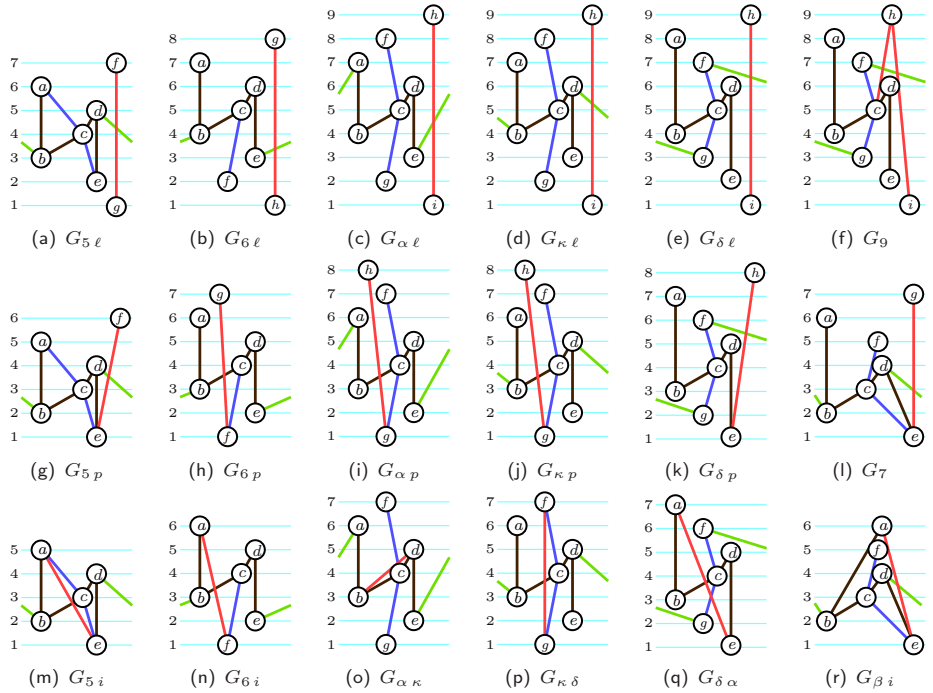 9 h 9 h 9 h 9 h
8 g 8 f 8 f 8 a 8 a
7 f 7 a 7 a 7 a 7 f 7 f
6 a 6 d 6 d 6 d 6 d 6 d
5 d 5 c 5 c 5 c 5 c 5 c
4 c 4 b 4 b 4 b 4 b 4 b
3 b 3 e 3 e 3 e 3 g 3 g
2 e 2 f 2 g 2 g 2 e 2 e
1 g 1 h 1 i 1 i 1 i 1 i
(a) G5 ℓ (b) G6 ℓ (c) Gα ℓ (d) Gκ ℓ (e) Gδ ℓ (f) G9
8 h 8 h 8 h
7 g 7 f 7 f 7 a 7 g
6 f 6 a 6 a 6 a 6 f 6 a
5 a 5 d 5 d 5 d 5 d 5 f
4 d 4 c 4 c 4 c 4 c 4 d
3 c 3 b 3 b 3 b 3 b 3 c
2 b 2 e 2 e 2 e 2 g 2 b
1 e 1 f 1 g 1 g 1 e 1 e
(g) G5 p (h) G6 p (i) Gα p (j) Gκ p (k) Gδ p (l) G7
7 f 7 a
6 a 6 f 6 a 6 f 6 a
5 a 5 d 5 a d 5 a d 5 d 5 f
4 d 4 c 4 c 4 c 4 c 4 d
3 c 3 b 3 b 3 b 3 b 3 c
2 b 2 e 2 e 2 e 2 g 2 b
1 e 1 f 1 g 1 g 1 e 1 e
(m) G5 i (n) G6 i (o) Gα κ (p) Gκ δ (q) Gδ α (r) Gβ i